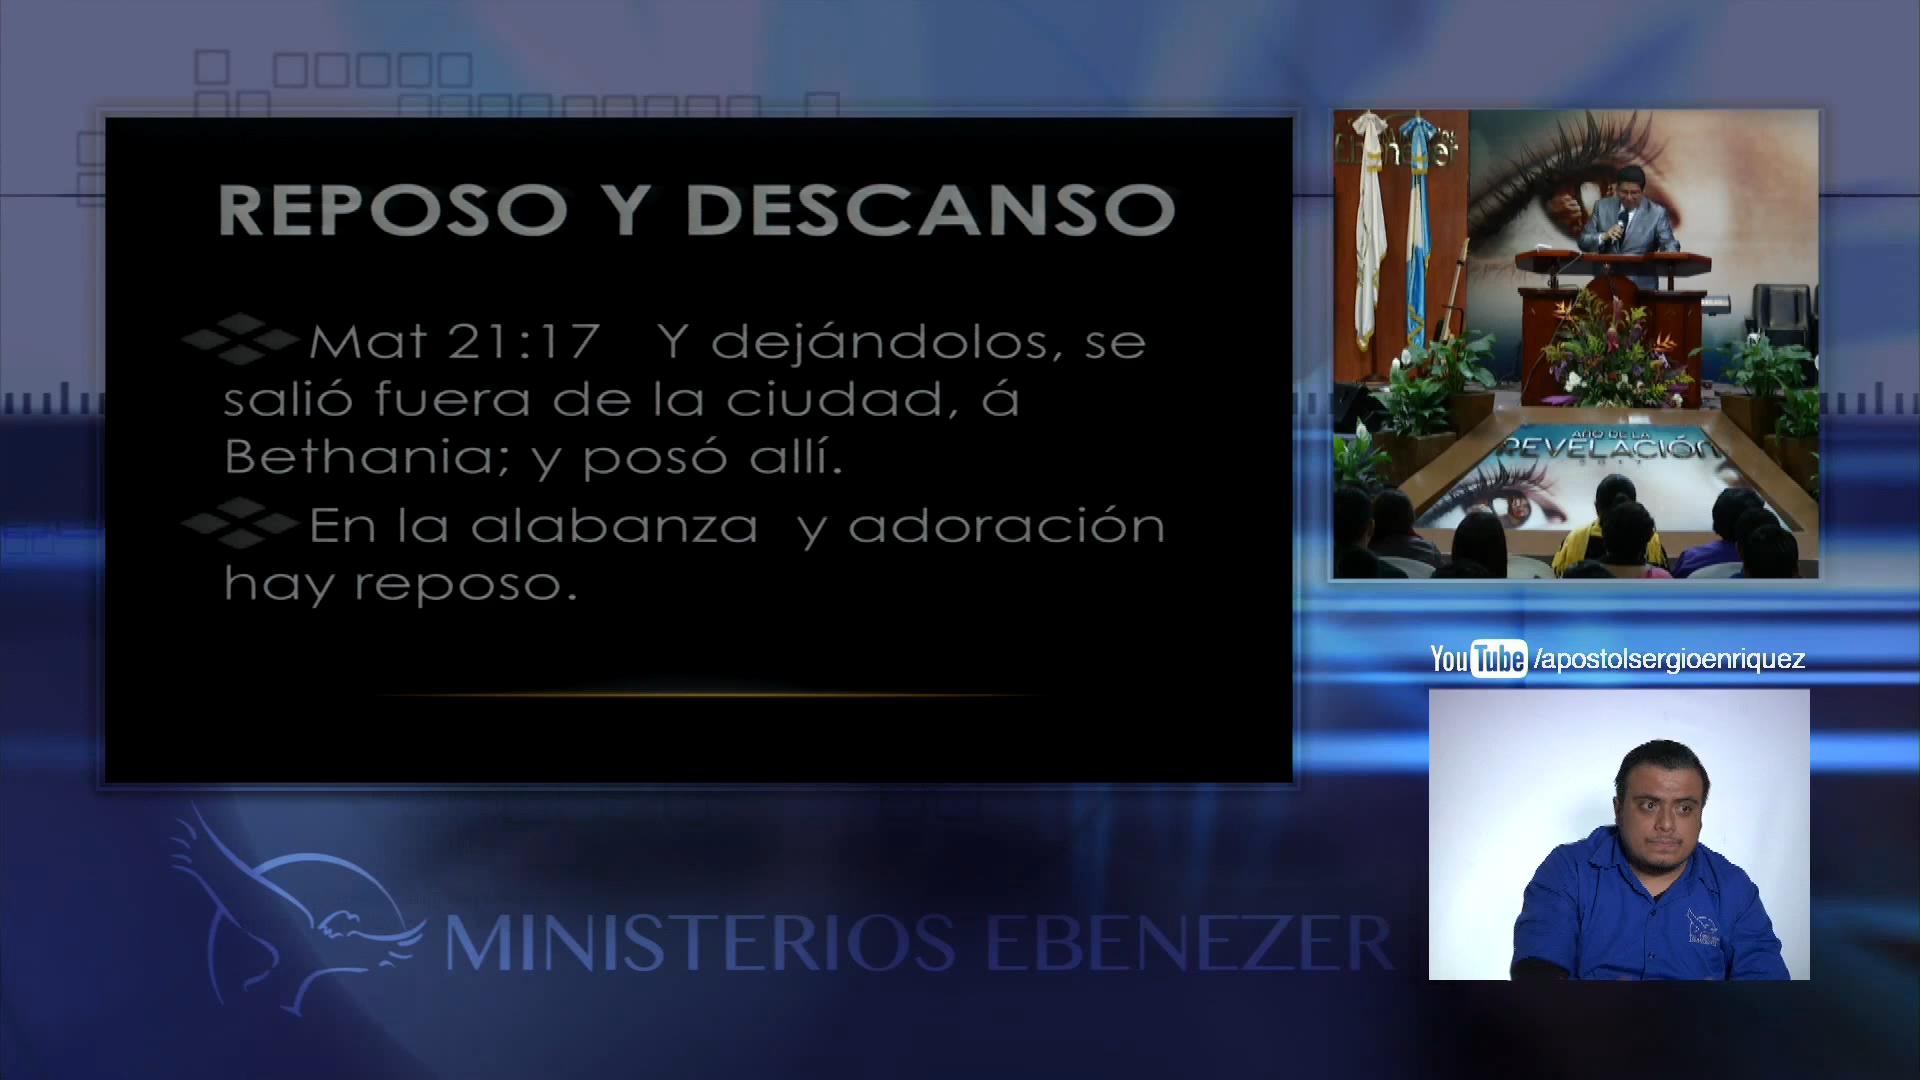 REPOSO Y DESCANSO
Mat 21:17 Y dejándolos, se
salió fuera de la ciudad, á
Bethania; y posó allí.
En la alabanza y adoración
hay reposo.
Ebenezer
AÑO DE LA
REVELACIÓN
YouTube /apostolsergioenriquez
MINISTERIOS EBENEZER